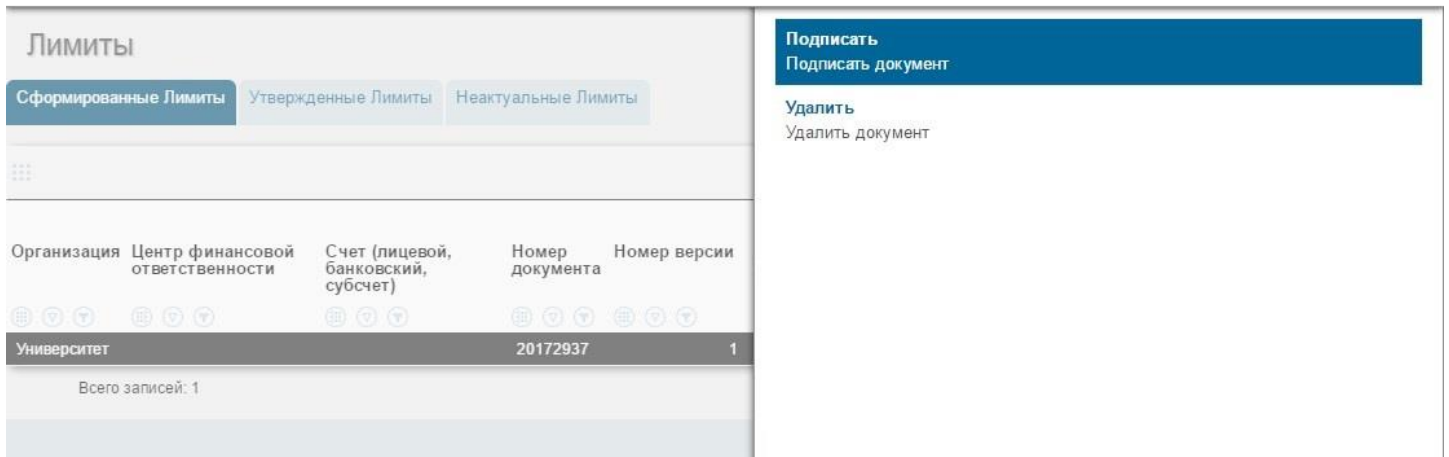 Лимиты
Сформированные Лимиты Утвержденные Лимиты Неактуальные Лимиты
Организация Центр финансовой ответственности Счет (лицевой, банковский, субсчет) Номер документа Номер версии
Университет 20172937 1
Всего записей: 1
Подписать
Подписать документ
Удалить
Удалить документ